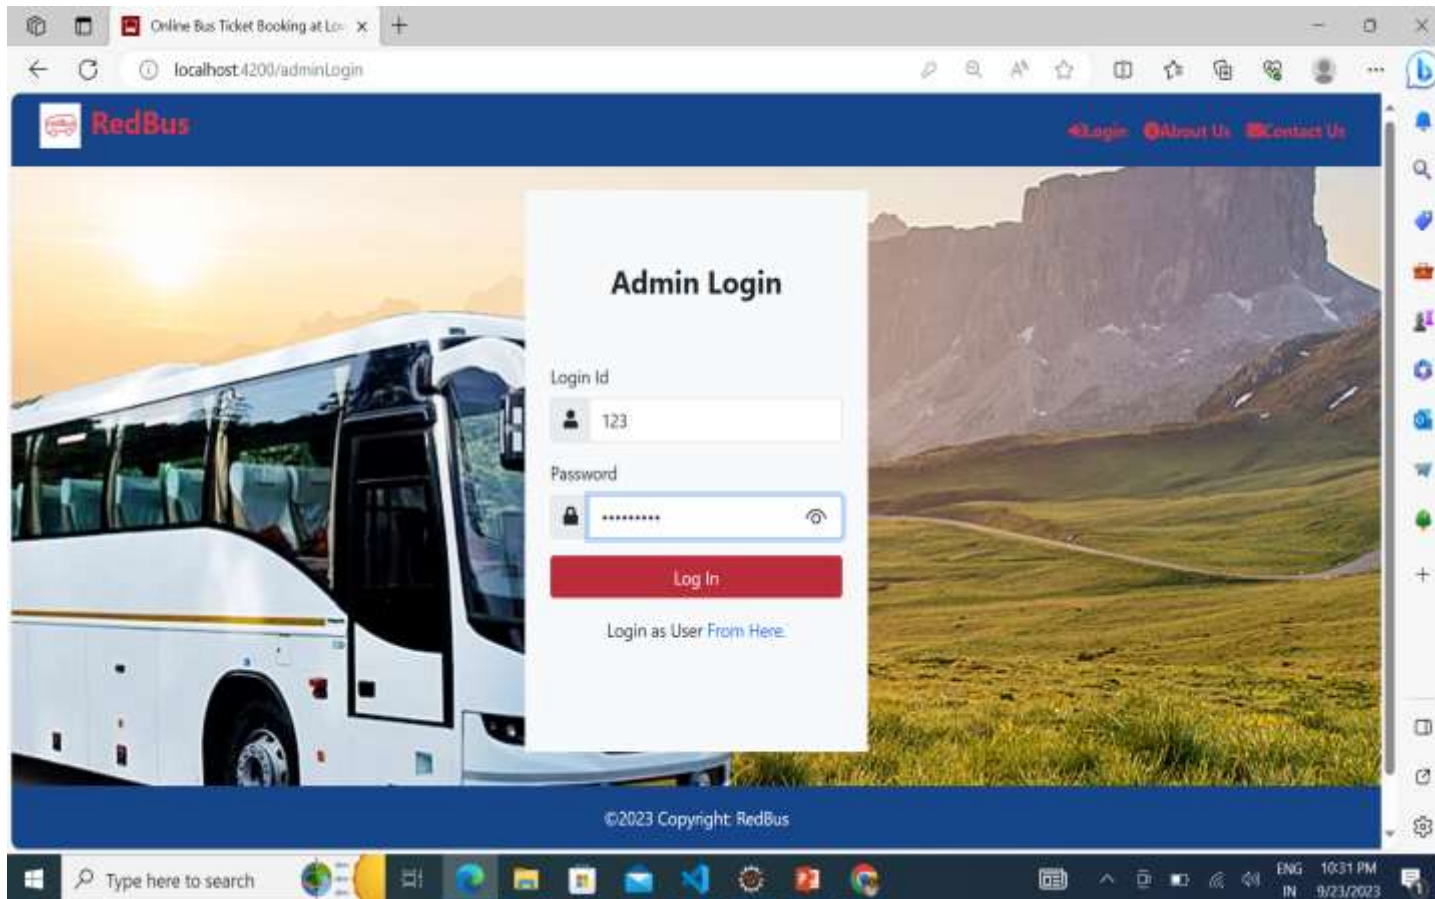 Online Bus Ticket Booking at Lo
localhost:4200/adminLogin
RedBus
Login About Us Contact Us
Admin Login
Login Id
123
Password
•••••••••
Log In
Login as User From Here.
©2023 Copyright: RedBus
Type here to search
ENG 10:31 PM
IN 9/23/2023